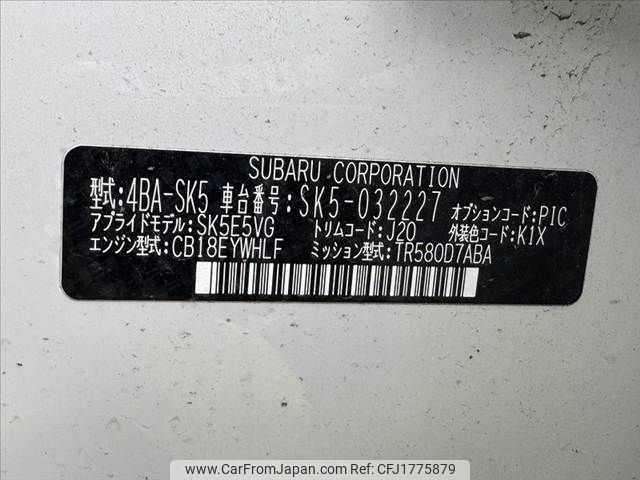 SUBARU CORPORATION
型式:4BA-SK5 車台番号:SK5-032227 オプションコード:PIC
アプライドモデル:SK5E5VG トリムコード:J20 外装色コード:K1X
エンジン型式:CB18EYWHLF ミッション型式:TR580D7ABA
CAR FROM JAPAN carfromjapan.com CFJ1775879